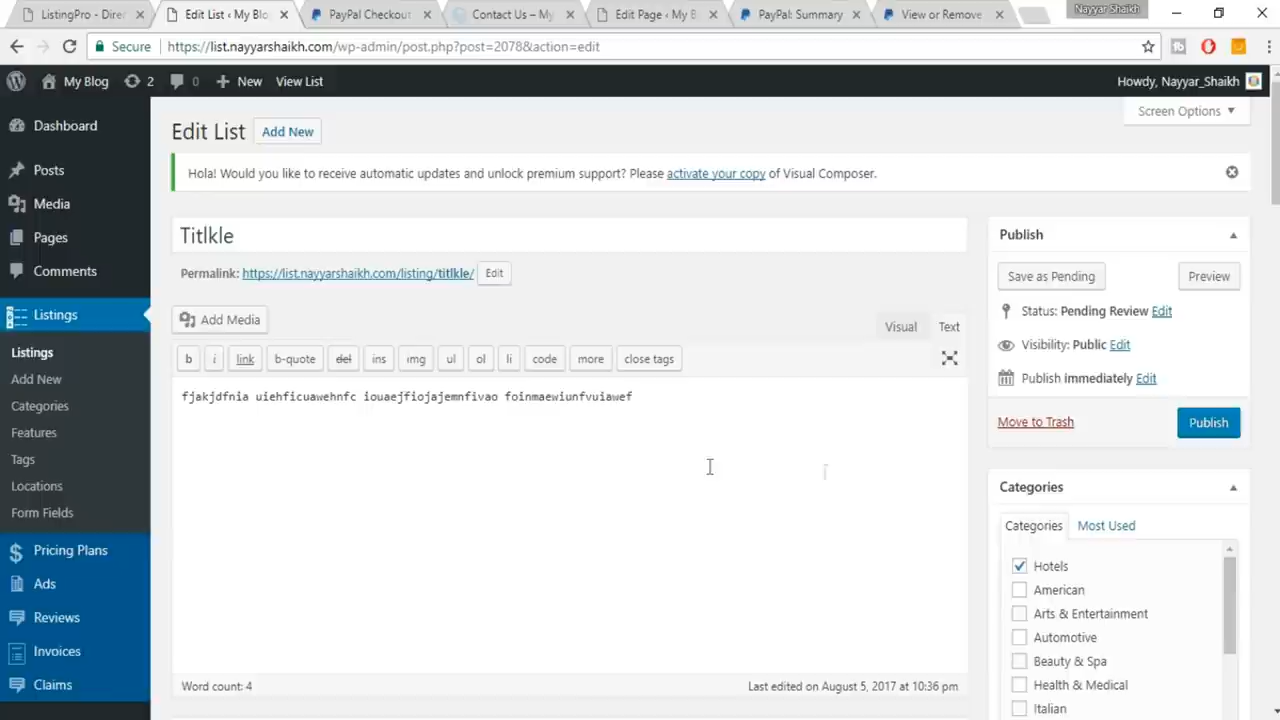 ListingPro - Direc
Edit List ‹ My Blo
PayPal Checkout
Contact Us – My
Edit Page ‹ My B
PayPal: Summary
View or Remove
Nayyar Shaikh
Secure https://list.nayyarshaikh.com/wp-admin/post.php?post=2078&action=edit
My Blog 2 0 New View List Howdy, Nayyar_Shaikh
Screen Options
Edit List Add New
Hola! Would you like to receive automatic updates and unlock premium support? Please activate your copy of Visual Composer.
Dashboard
Posts
Media
Pages
Comments
Listings
Listings
Add New
Categories
Features
Tags
Locations
Form Fields
Pricing Plans
Ads
Reviews
Invoices
Claims
Titlkle
Permalink: https://list.nayyarshaikh.com/listing/titlkle/ Edit
Add Media Visual Text
b i link b-quote del ins img ul ol li code more close tags
fjakjdfnia uiehficuawehnfc iouaejfiojajemnfivao foinmaewiunfvuiawef
Word count: 4 Last edited on August 5, 2017 at 10:36 pm
Publish
Save as Pending Preview
Status: Pending Review Edit
Visibility: Public Edit
Publish immediately Edit
Move to Trash Publish
Categories
Categories Most Used
Hotels
American
Arts & Entertainment
Automotive
Beauty & Spa
Health & Medical
Italian